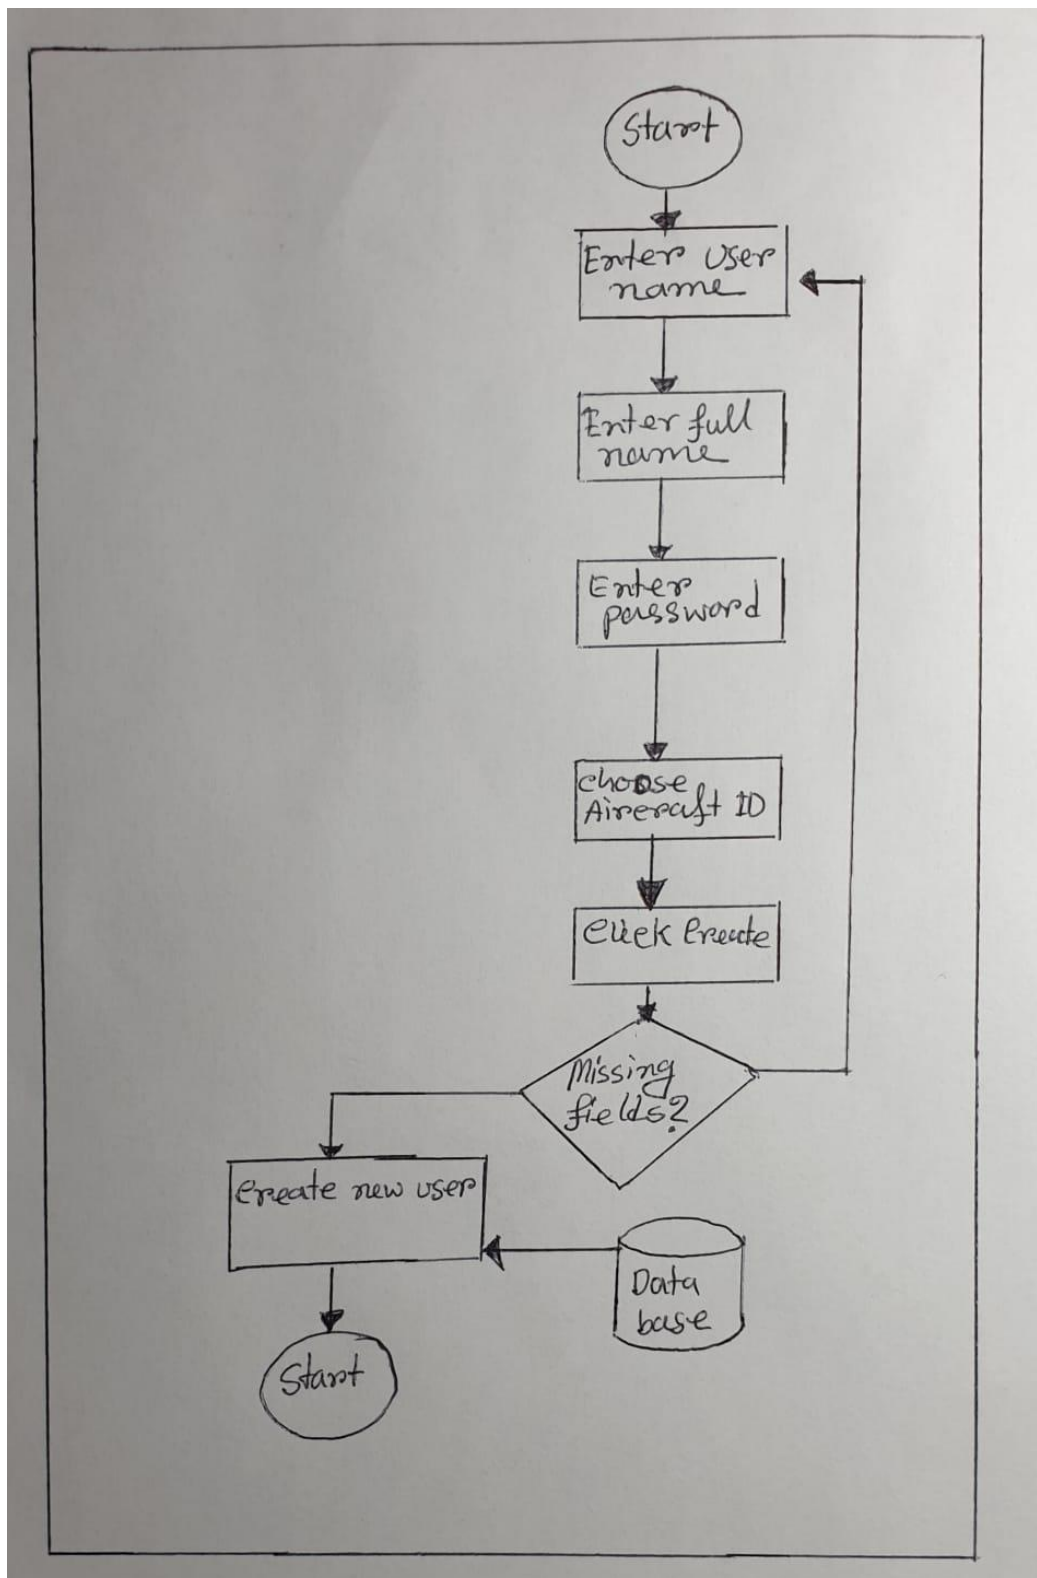 Start
Enter user
name
Enter full
name
Enter
password
choose
Aircraft ID
Click Create
Missing
fields?
Create new user
Data
base
Start